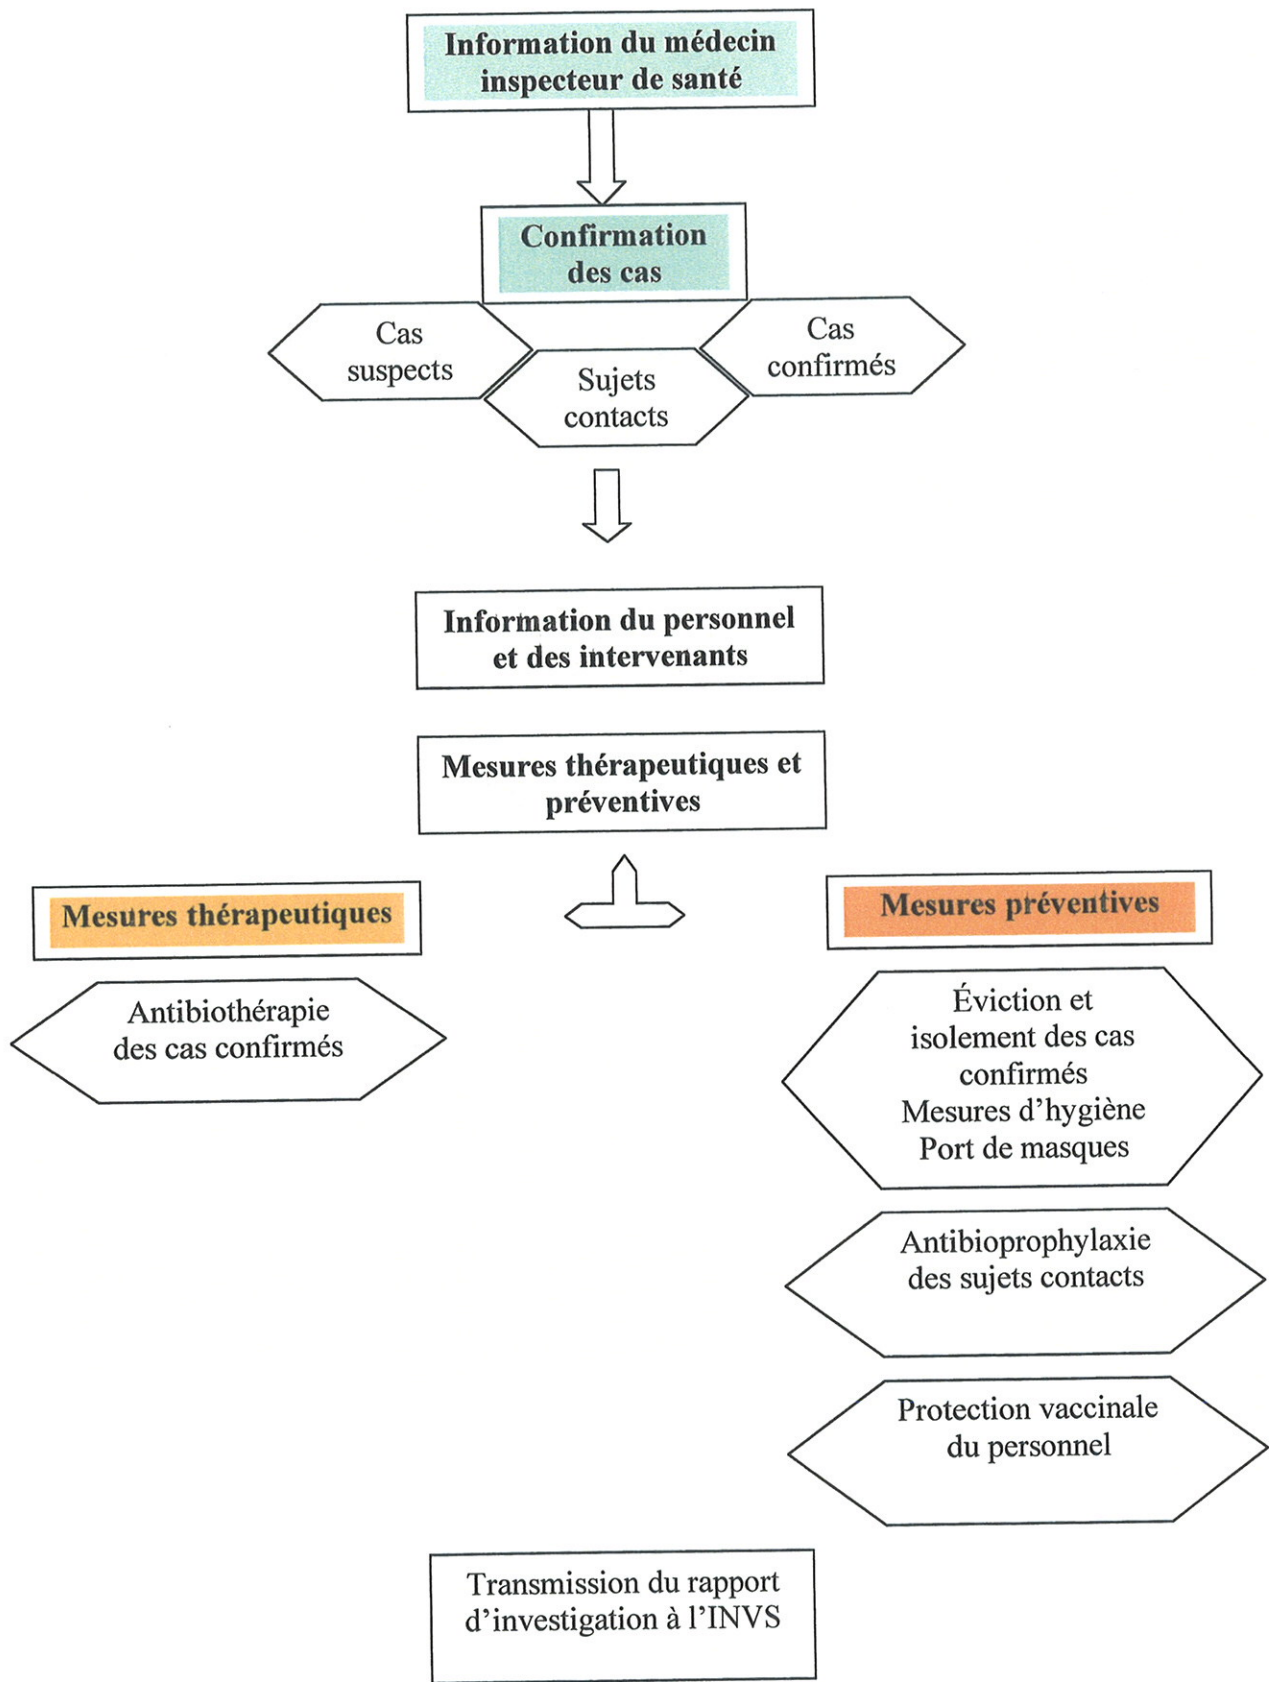 Information du médecin
inspecteur de santé
Confirmation
des cas
Cas
suspects
Sujets
contacts
Cas
confirmés
Information du personnel
et des intervenants
Mesures thérapeutiques et
préventives
Mesures thérapeutiques
Antibiothérapie
des cas confirmés
Mesures préventives
Éviction et
isolement des cas
confirmés
Mesures d’hygiène
Port de masques
Antibioprophylaxie
des sujets contacts
Protection vaccinale
du personnel
Transmission du rapport
d’investigation à l’INVS